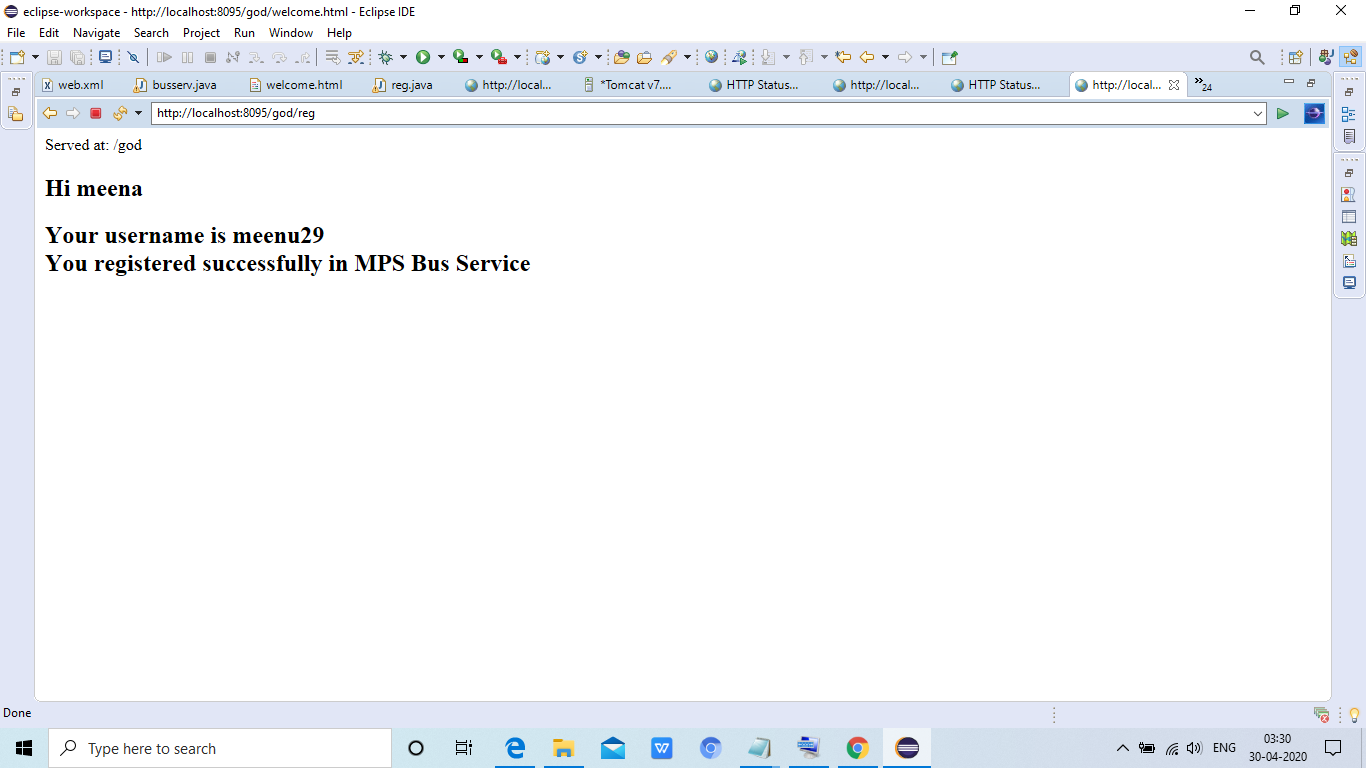 eclipse-workspace - http://localhost:8095/god/welcome.html - Eclipse IDE
File Edit Navigate Search Project Run Window Help
web.xml busserv.java welcome.html reg.java http://local... *Tomcat v7.... HTTP Status... http://local... HTTP Status... http://local... 24
http://localhost:8095/god/reg
Served at: /god
Hi meena
Your username is meenu29
You registered successfully in MPS Bus Service
Done
Type here to search
ENG
03:30
30-04-2020